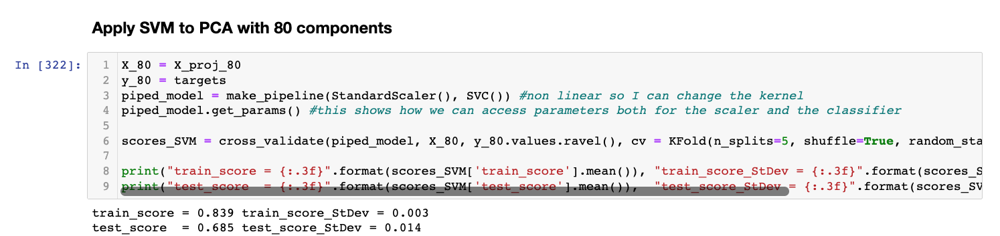 Apply SVM to PCA with 80 components
In [322]:
1 X_80 = X_proj_80
2 y_80 = targets
3 piped_model = make_pipeline(StandardScaler(), SVC()) #non linear so I can change the kernel
4 piped_model.get_params() #this shows how we can access parameters both for the scaler and the classifier
5
6 scores_SVM = cross_validate(piped_model, X_80, y_80.values.ravel(), cv = KFold(n_splits=5, shuffle=True, random_sta
7
8 print("train_score = {:.3f}".format(scores_SVM['train_score'].mean()), "train_score_StDev = {:.3f}".format(scores_S
9 print("test_score  = {:.3f}".format(scores_SVM['test_score'].mean()),  "test_score_StDev = {:.3f}".format(scores_SV
train_score = 0.839 train_score_StDev = 0.003
test_score  = 0.685 test_score_StDev = 0.014